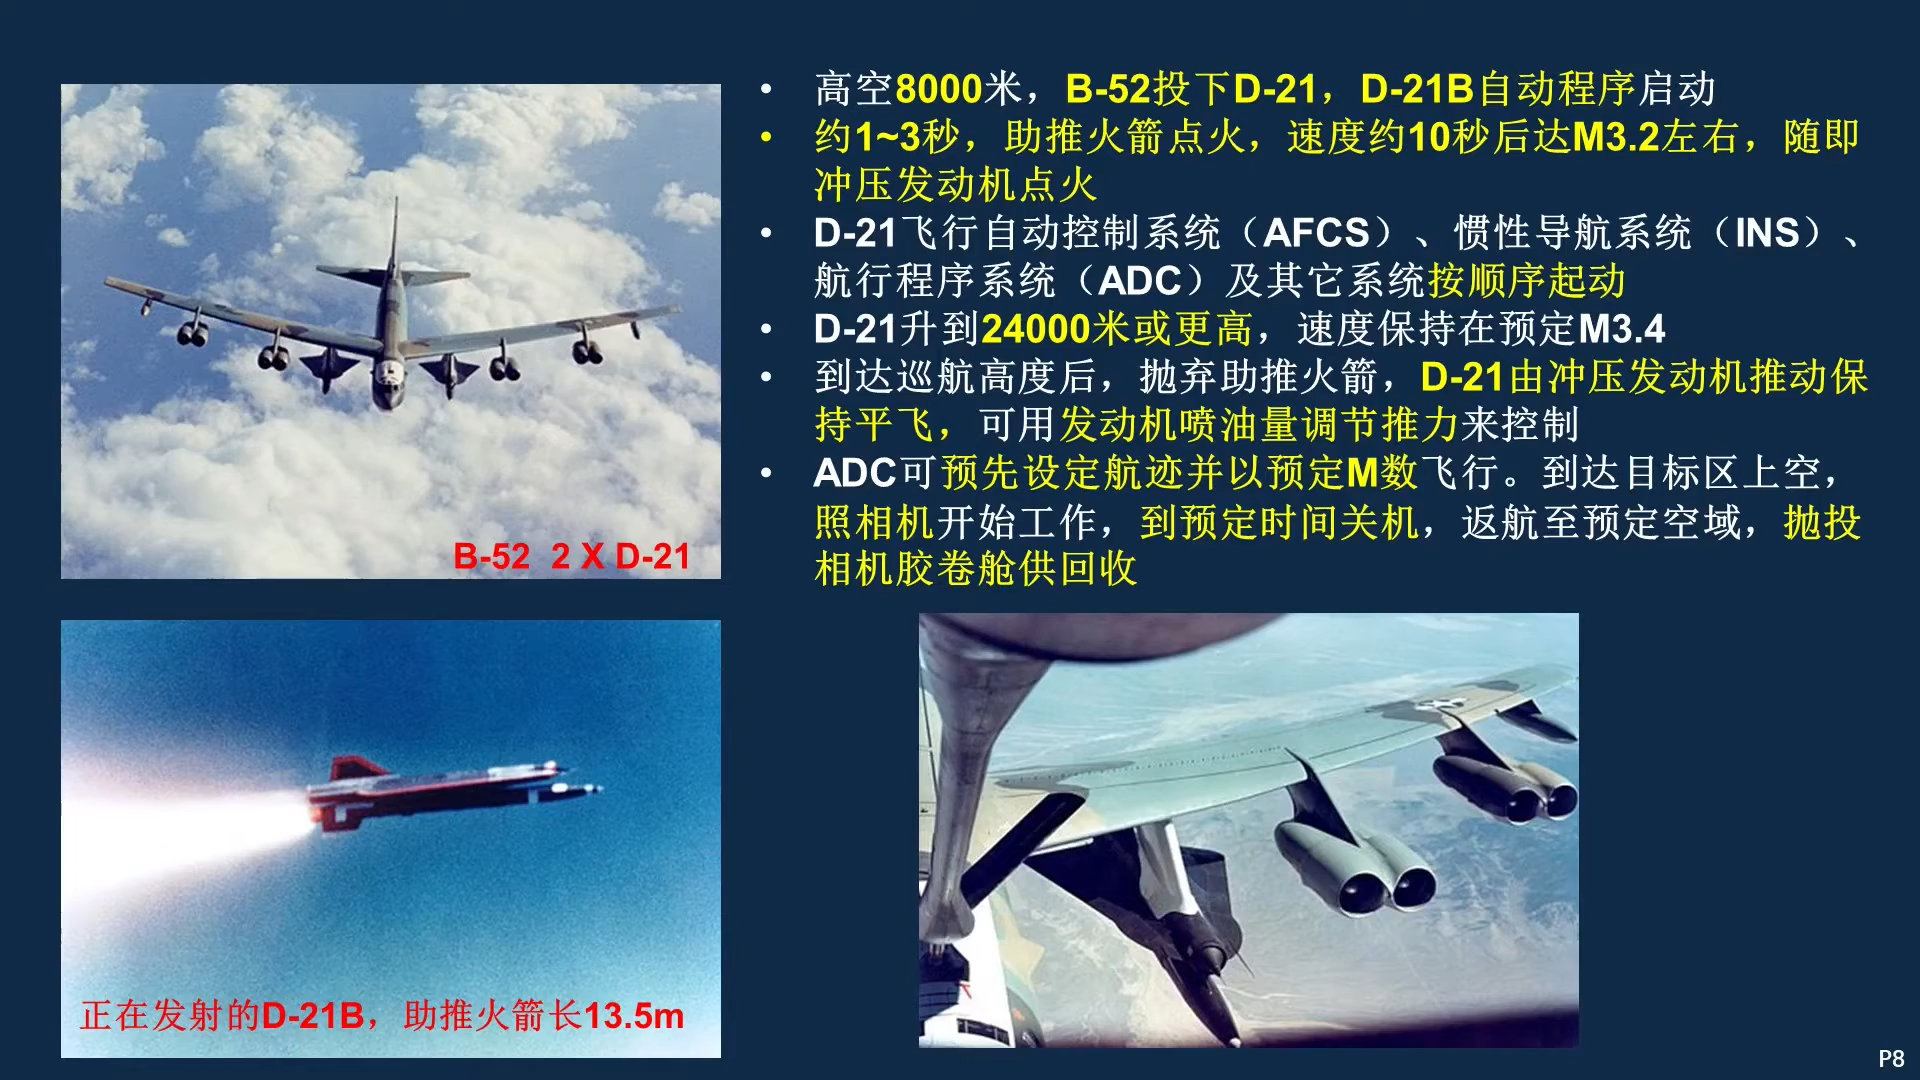 • 高空8000米，B-52投下D-21，D-21B自动程序启动
• 约1~3秒，助推火箭点火，速度约10秒后达M3.2左右，随即
冲压发动机点火
• D-21飞行自动控制系统（AFCS）、惯性导航系统（INS）、
航行程序系统（ADC）及其它系统按顺序起动
• D-21升到24000米或更高，速度保持在预定M3.4
• 到达巡航高度后，抛弃助推火箭，D-21由冲压发动机推动保
持平飞，可用发动机喷油量调节推力来控制
• ADC可预先设定航迹并以预定M数飞行。到达目标区上空，
照相机开始工作，到预定时间关机，返航至预定空域，抛投
相机胶卷舱供回收
B-52 2 X D-21
正在发射的D-21B，助推火箭长13.5m
P8